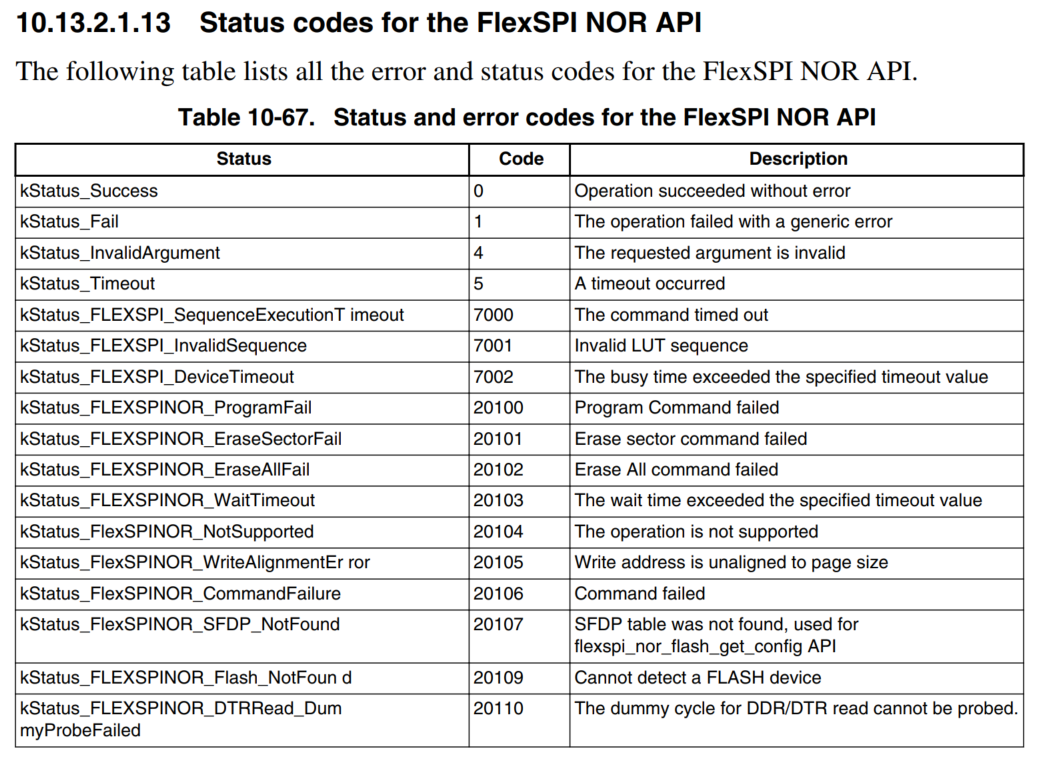 10.13.2.1.13 Status codes for the FlexSPI NOR API
The following table lists all the error and status codes for the FlexSPI NOR API.
Table 10-67. Status and error codes for the FlexSPI NOR API
Status Code Description
kStatus_Success 0 Operation succeeded without error
kStatus_Fail 1 The operation failed with a generic error
kStatus_InvalidArgument 4 The requested argument is invalid
kStatus_Timeout 5 A timeout occurred
kStatus_FLEXSPI_SequenceExecutionT imeout 7000 The command timed out
kStatus_FLEXSPI_InvalidSequence 7001 Invalid LUT sequence
kStatus_FLEXSPI_DeviceTimeout 7002 The busy time exceeded the specified timeout value
kStatus_FLEXSPINOR_ProgramFail 20100 Program Command failed
kStatus_FLEXSPINOR_EraseSectorFail 20101 Erase sector command failed
kStatus_FLEXSPINOR_EraseAllFail 20102 Erase All command failed
kStatus_FLEXSPINOR_WaitTimeout 20103 The wait time exceeded the specified timeout value
kStatus_FlexSPINOR_NotSupported 20104 The operation is not supported
kStatus_FlexSPINOR_WriteAlignmentEr ror 20105 Write address is unaligned to page size
kStatus_FlexSPINOR_CommandFailure 20106 Command failed
kStatus_FlexSPINOR_SFDP_NotFound 20107 SFDP table was not found, used for
flexspi_nor_flash_get_config API
kStatus_FLEXSPINOR_Flash_NotFoun d 20109 Cannot detect a FLASH device
kStatus_FLEXSPINOR_DTRRead_Dum 20110 The dummy cycle for DDR/DTR read cannot be probed.
myProbeFailed